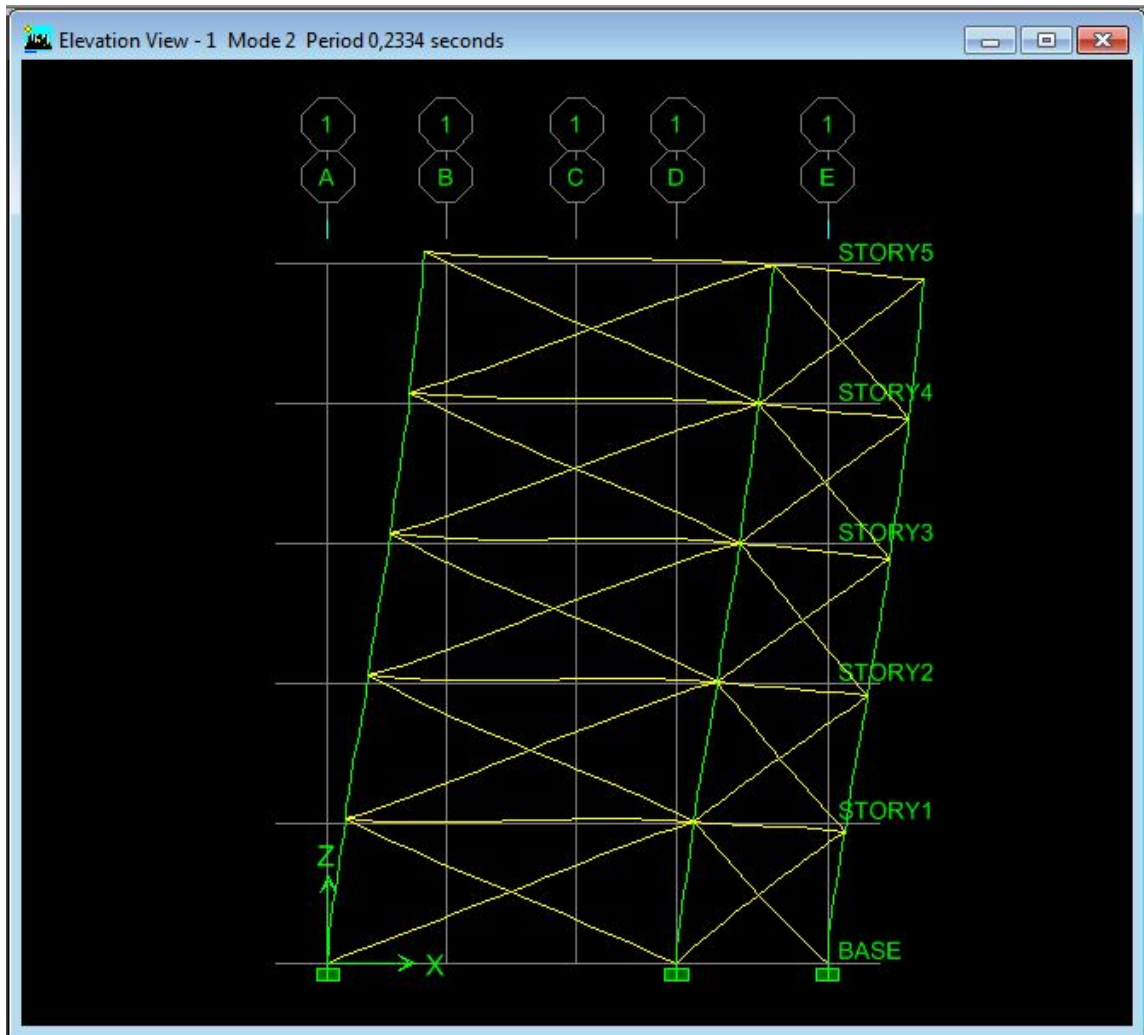 Elevation View - 1 Mode 2 Period 0,2334 seconds
1 1 1 1 1
A B C D E
STORY5
STORY4
STORY3
STORY2
STORY1
Z
X
BASE